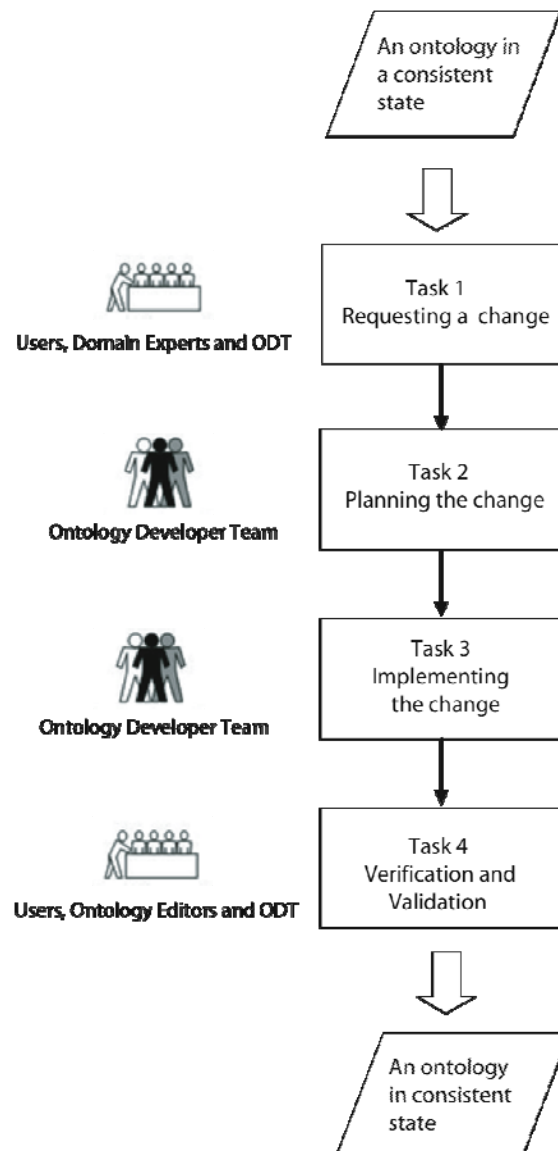 An ontology in
a consistent
state
Task 1
Requesting a change
Users, Domain Experts and ODT
Task 2
Planning the change
Ontology Developer Team
Task 3
Implementing
the change
Ontology Developer Team
Task 4
Verification and
Validation
Users, Ontology Editors and ODT
An ontology
in consistent
state